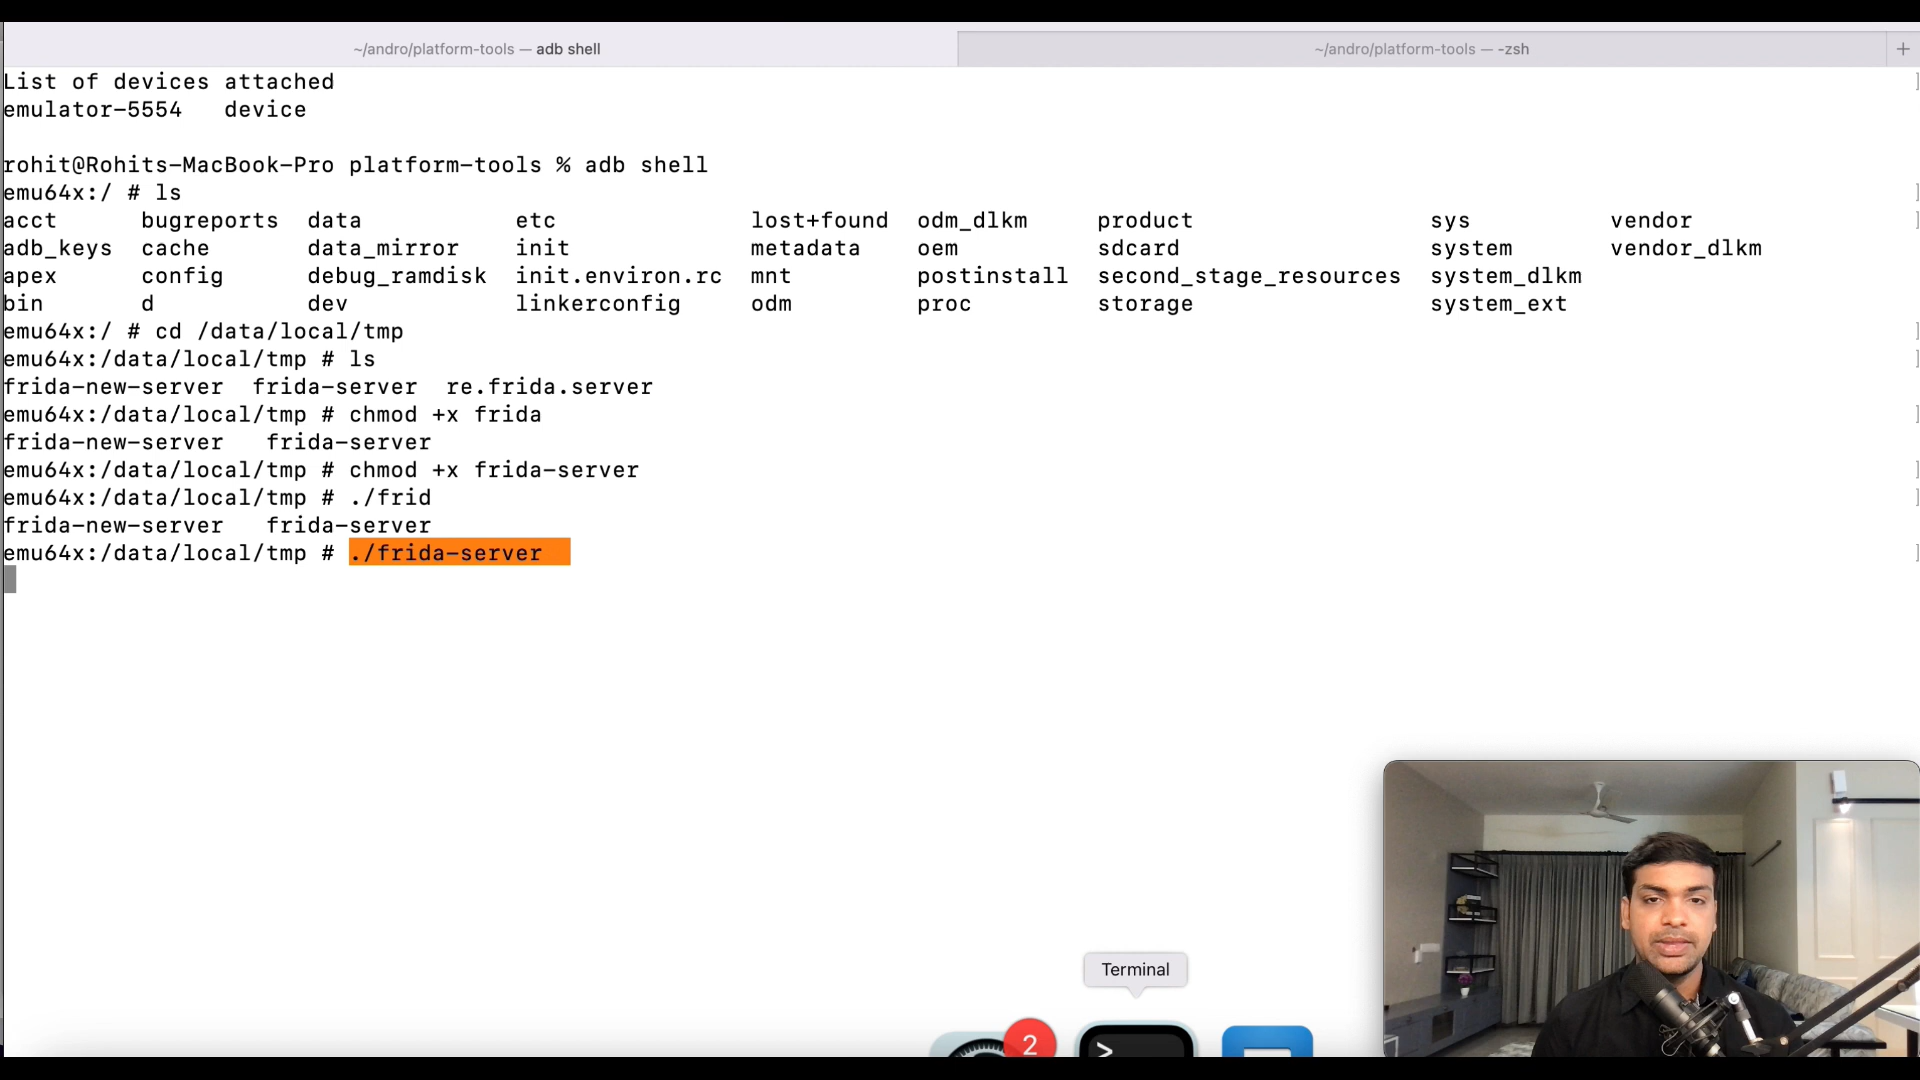 ~/andro/platform-tools — adb shell
~/andro/platform-tools — -zsh
+
List of devices attached
emulator-5554   device
rohit@Rohits-MacBook-Pro platform-tools % adb shell
emu64x:/ # ls
acct      bugreports  data           etc              lost+found  odm_dlkm     product                 sys          vendor
adb_keys  cache       data_mirror    init             metadata    oem          sdcard                  system       vendor_dlkm
apex      config      debug_ramdisk  init.environ.rc  mnt         postinstall  second_stage_resources  system_dlkm
bin       d           dev            linkerconfig     odm         proc         storage                 system_ext
emu64x:/ # cd /data/local/tmp
emu64x:/data/local/tmp # ls
frida-new-server  frida-server  re.frida.server
emu64x:/data/local/tmp # chmod +x frida
frida-new-server   frida-server
emu64x:/data/local/tmp # chmod +x frida-server
emu64x:/data/local/tmp # ./frid
frida-new-server   frida-server
emu64x:/data/local/tmp # ./frida-server
Terminal
2
>